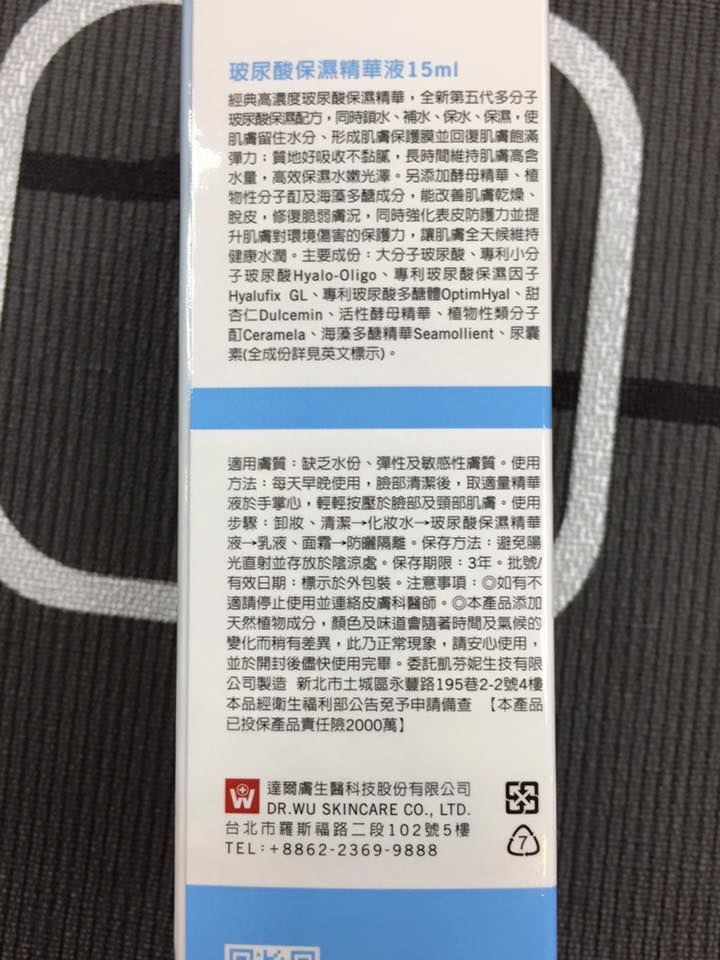 玻尿酸保濕精華液15ml
經典高濃度玻尿酸保濕精華，全新第五代多分子
玻尿酸保濕配方，同時鎖水、補水、保水、保濕，使
肌膚留住水分、形成肌膚保護膜並回復肌膚飽滿
彈力；質地好吸收不黏膩，長時間維持肌膚高含
水量，高效保濕水嫩光澤。另添加酵母精華、植
物性分子酊及海藻多醣成分，能改善肌膚乾燥、
脫皮，修復脆弱膚況，同時強化表皮防護力並提
升肌膚對環境傷害的保護力，讓肌膚全天候維持
健康水潤。主要成份：大分子玻尿酸、專利小分
子玻尿酸Hyalo-Oligo、專利玻尿酸保濕因子
Hyalufix GL、專利玻尿酸多醣體OptimHyal、甜
杏仁Dulcemin、活性酵母精華、植物性類分子
酊Ceramela、海藻多醣精華Seamollient、尿囊
素(全成份詳見英文標示)。
適用膚質：缺乏水份、彈性及敏感性膚質。使用
方法：每天早晚使用，臉部清潔後，取適量精華
液於手掌心，輕輕按壓於臉部及頸部肌膚。使用
步驟：卸妝、清潔→化妝水→玻尿酸保濕精華
液→乳液、面霜→防曬隔離。保存方法：避免陽
光直射並存放於陰涼處。保存期限：3年。批號/
有效日期：標示於外包裝。注意事項：◎如有不
適請停止使用並連絡皮膚科醫師。◎本產品添加
天然植物成分，顏色及味道會隨著時間及氣候的
變化而稍有差異，此乃正常現象，請安心使用，
並於開封後儘快使用完畢。委託凱芬妮生技有限
公司製造 新北市土城區永豐路195巷2-2號4樓
本品經衛生福利部公告免予申請備查 【本產品
已投保產品責任險2000萬】
W 達爾膚生醫科技股份有限公司
DR.WU SKINCARE CO., LTD.
台北市羅斯福路二段102號5樓
TEL:+8862-2369-9888
7